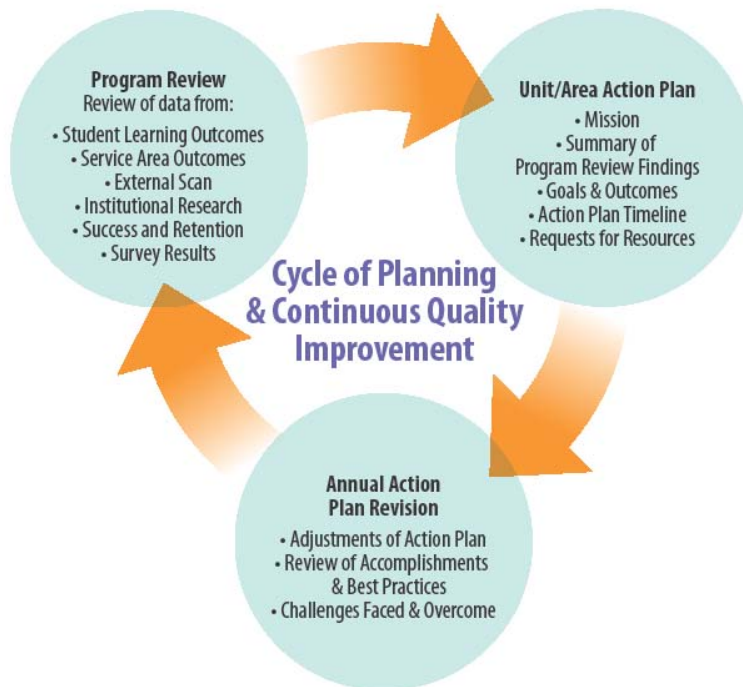 Program Review
Review of data from:
• Student Learning Outcomes
• Service Area Outcomes
• External Scan
• Institutional Research
• Success and Retention
• Survey Results
Unit/Area Action Plan
• Mission
• Summary of
Program Review Findings
• Goals & Outcomes
• Action Plan Timeline
• Requests for Resources
Cycle of Planning
& Continuous Quality
Improvement
Annual Action
Plan Revision
• Adjustments of Action Plan
• Review of Accomplishments
& Best Practices
• Challenges Faced & Overcome